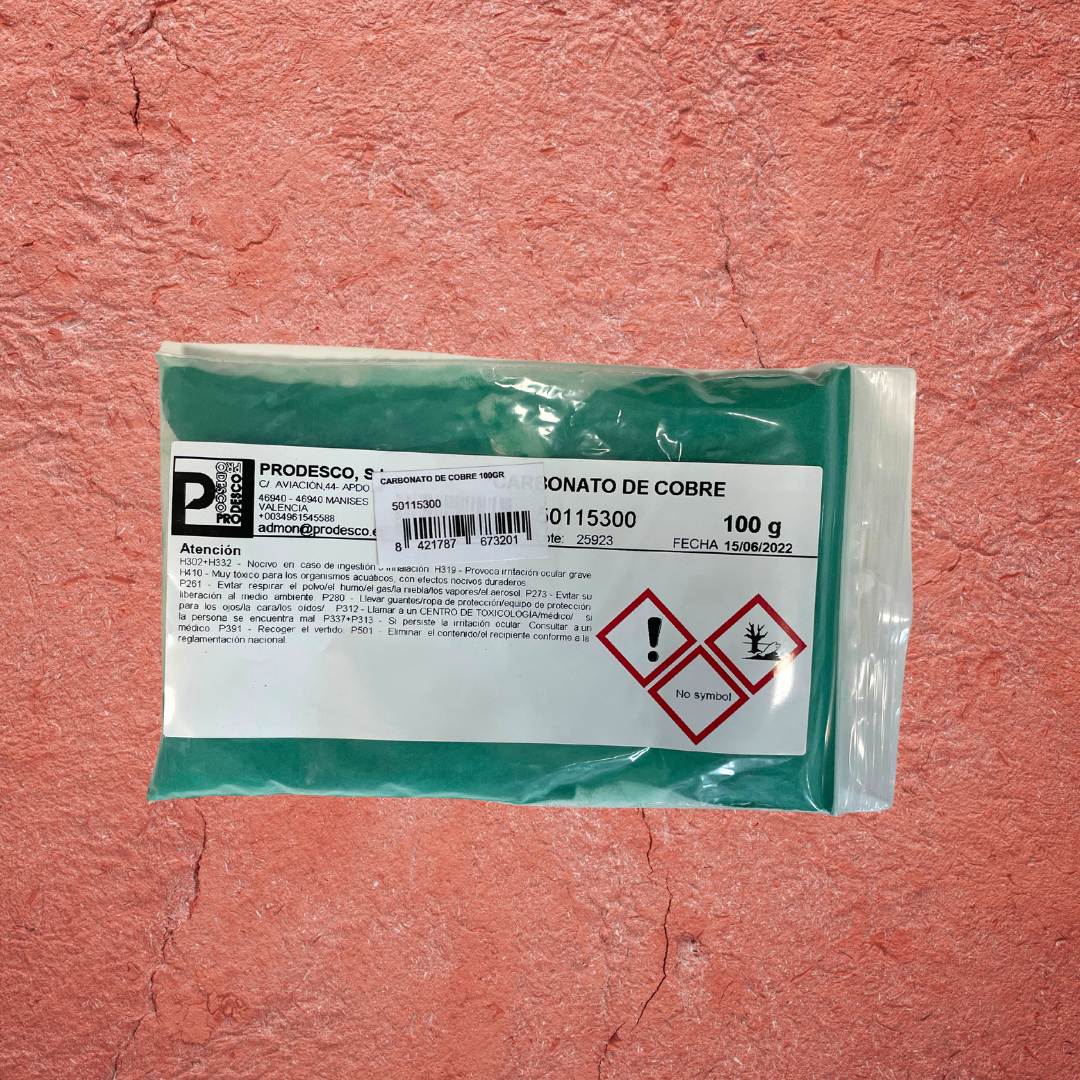 P
PRODESCO
PRODESCO
PRODESCO
PRODESCO, S
C/ AVIACION,44- APDO
46940 - 46940 MANISES
VALENCIA
+0034961545588
admon@prodesco.e
CARBONATO DE COBRE 100GR
50115300
8 421787 673201
CARBONATO DE COBRE
50115300
100 g
ote: 25923
FECHA 15/06/2022
Atención
H302+H332 - Nocivo en caso de ingestión o inhalación. H319 - Provoca irritación ocular grave
H410 - Muy tóxico para los organismos acuáticos, con efectos nocivos duraderos
P261 - Evitar respirar el polvo/el humo/el gas/la niebla/los vapores/el aerosol. P273 - Evitar su
liberación al medio ambiente. P280 - Llevar guantes/ropa de protección/equipo de protección
para los ojos/la cara/los oídos/ P312 - Llamar a un CENTRO DE TOXICOLOGÍA/médico/ si
la persona se encuentra mal P337+P313 - Si persiste la irritación ocular Consultar a un
médico P391 - Recoger el vertido P501 - Eliminar el contenido/el recipiente conforme a la
reglamentación nacional
No symbol